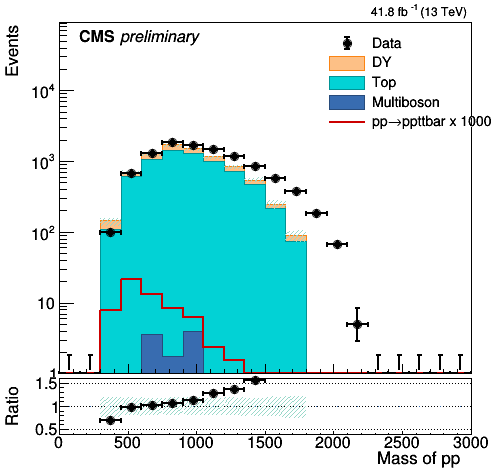 41.8 fb⁻¹ (13 TeV)
CMS preliminary
Events
Data
DY
Top
Multiboson
pp→ppttbar x 1000
10⁴
10³
10²
10
1
Ratio
1.5
1
0.5
0 500 1000 1500 2000 2500 3000
Mass of pp